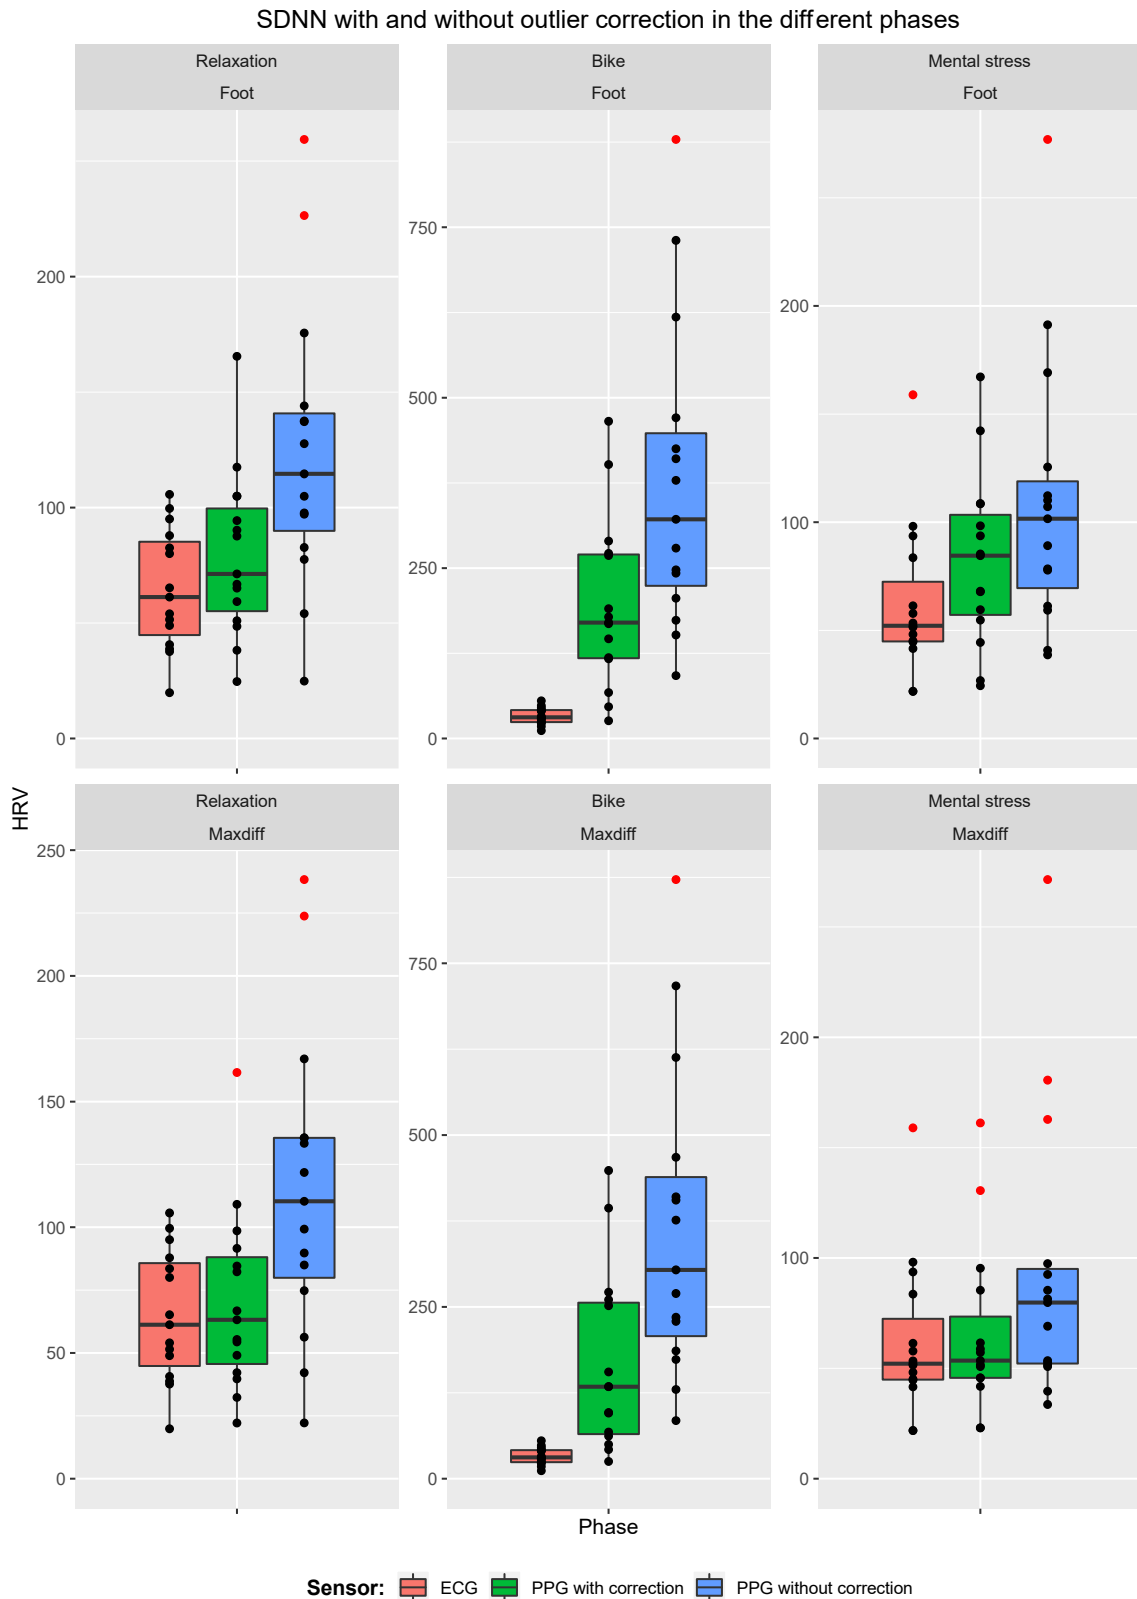 SDNN with and without outlier correction in the different phases
Relaxation
Foot
Bike
Foot
Mental stress
Foot
200
100
0
750
500
250
0
200
100
0
HRV
Relaxation
Maxdiff
Bike
Maxdiff
Mental stress
Maxdiff
250
200
150
100
50
0
750
500
250
0
200
100
0
Phase
Sensor: ECG PPG with correction PPG without correction